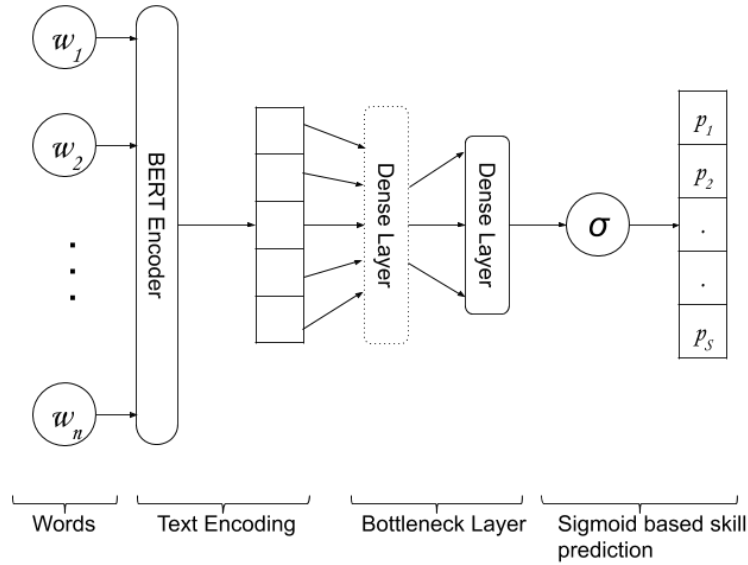 w₁
w₂
wₙ
BERT Encoder
Dense Layer
Dense Layer
σ
p₁
p₂
.
.
p_S
Words
Text Encoding
Bottleneck Layer
Sigmoid based skill
prediction